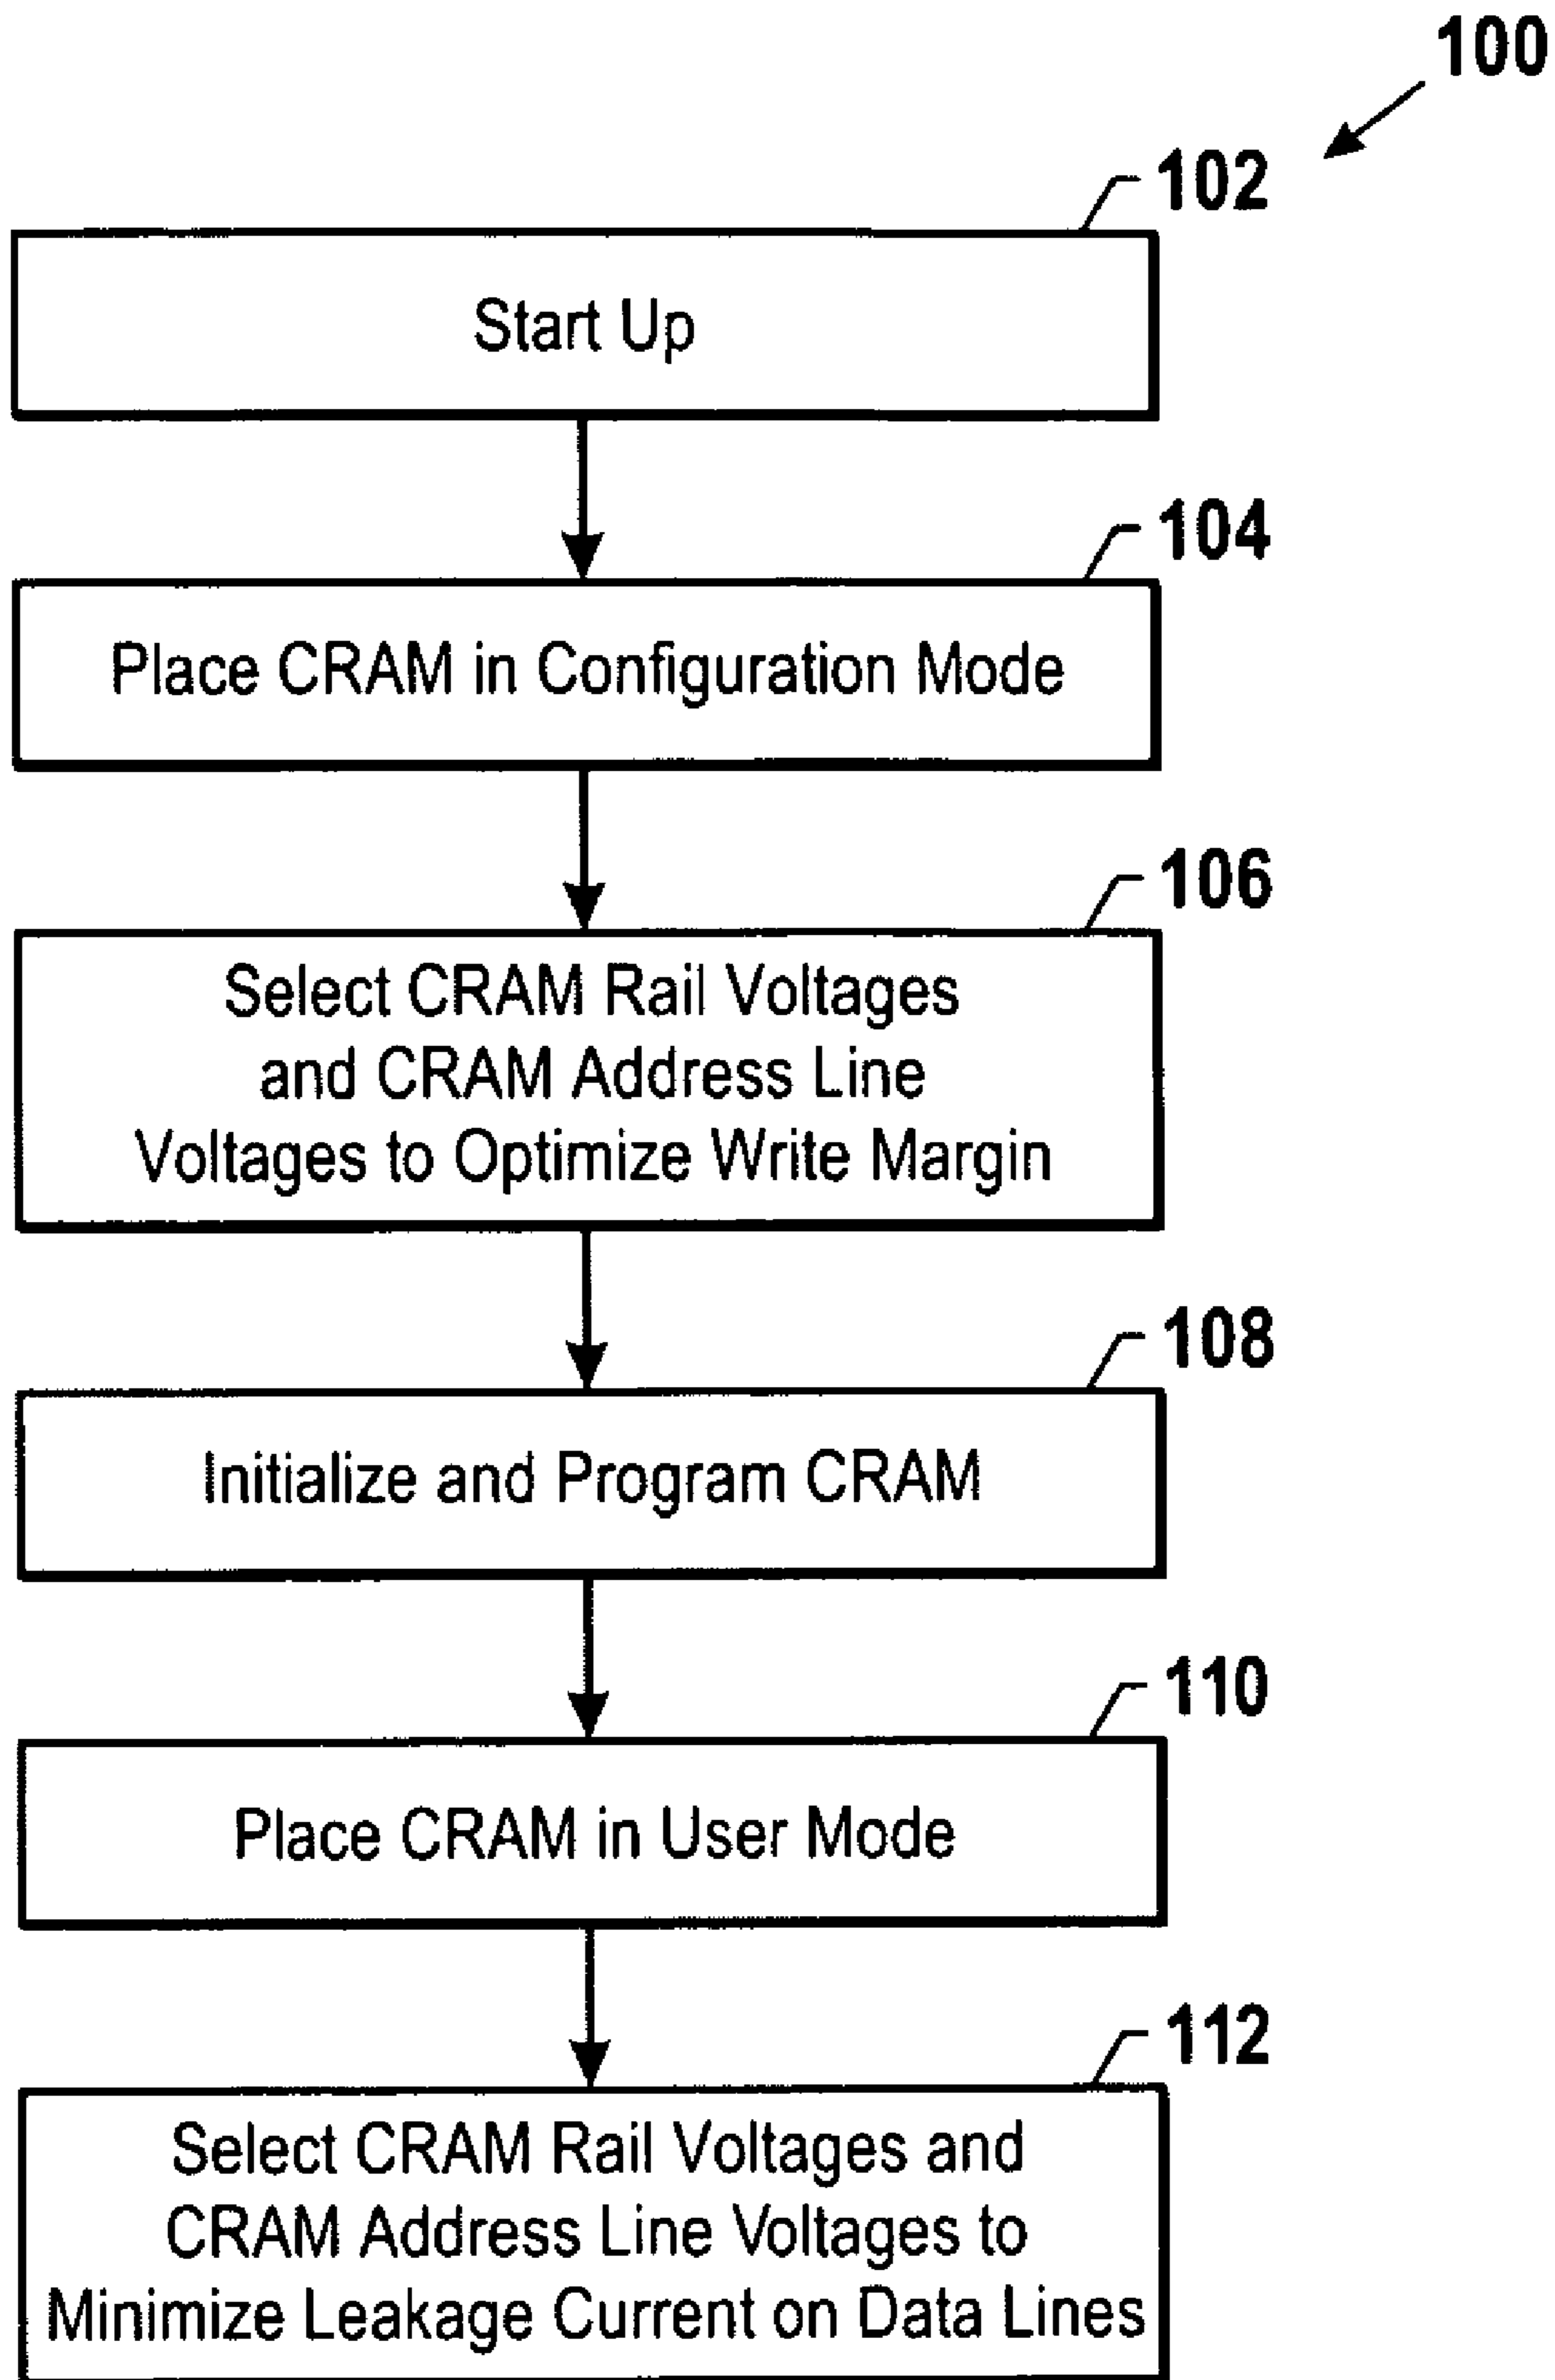 100
102
Start Up
104
Place CRAM in Configuration Mode
106
Select CRAM Rail Voltages
and CRAM Address Line
Voltages to Optimize Write Margin
108
Initialize and Program CRAM
110
Place CRAM in User Mode
112
Select CRAM Rail Voltages and
CRAM Address Line Voltages to
Minimize Leakage Current on Data Lines